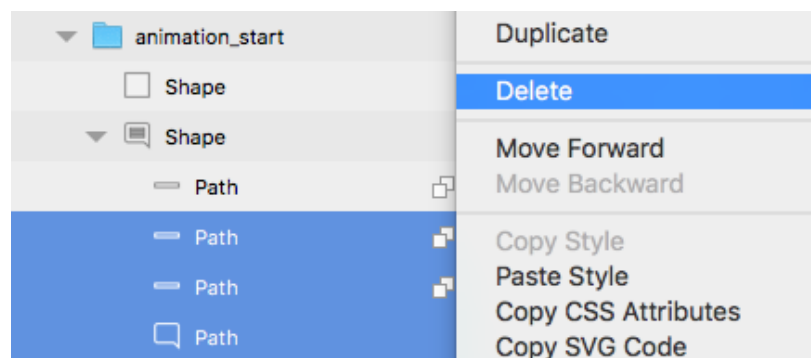 animation_start
Shape
Shape
Path
Path
Path
Path
Duplicate
Delete
Move Forward
Move Backward
Copy Style
Paste Style
Copy CSS Attributes
Copy SVG Code